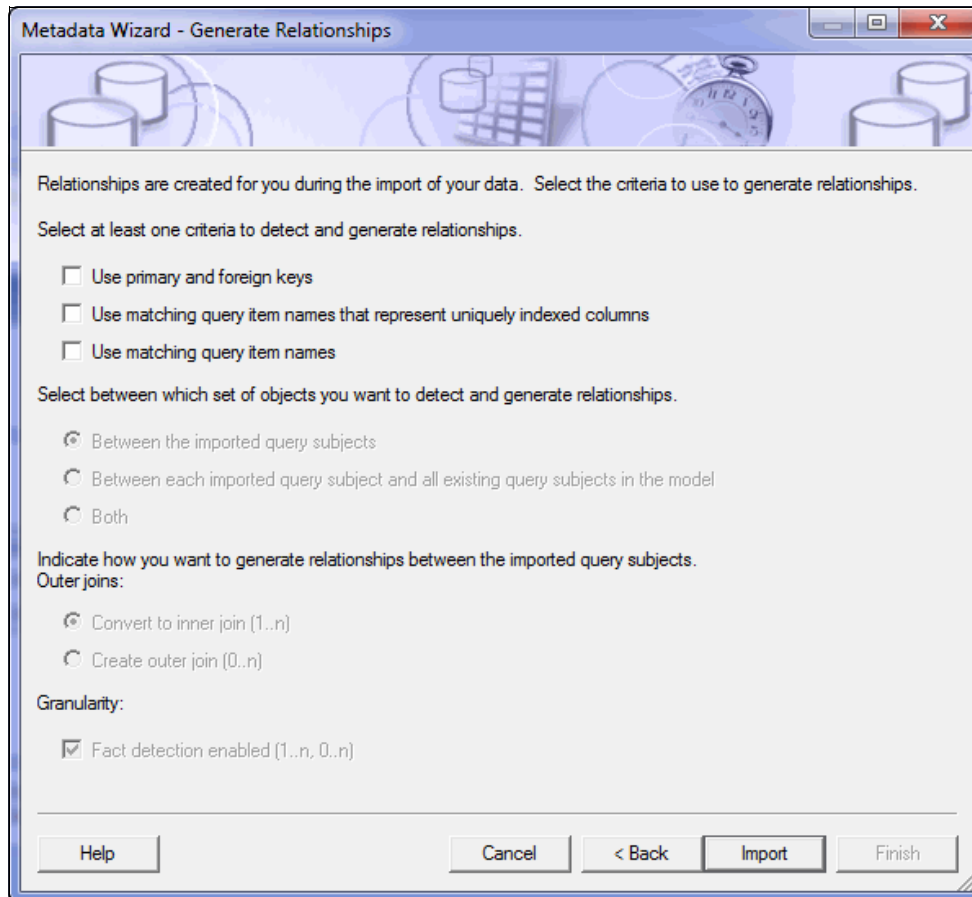 Metadata Wizard - Generate Relationships
Relationships are created for you during the import of your data.  Select the criteria to use to generate relationships.
Select at least one criteria to detect and generate relationships.
Use primary and foreign keys
Use matching query item names that represent uniquely indexed columns
Use matching query item names
Select between which set of objects you want to detect and generate relationships.
Between the imported query subjects
Between each imported query subject and all existing query subjects in the model
Both
Indicate how you want to generate relationships between the imported query subjects.
Outer joins:
Convert to inner join (1..n)
Create outer join (0..n)
Granularity:
Fact detection enabled (1..n, 0..n)
Help Cancel < Back Import Finish